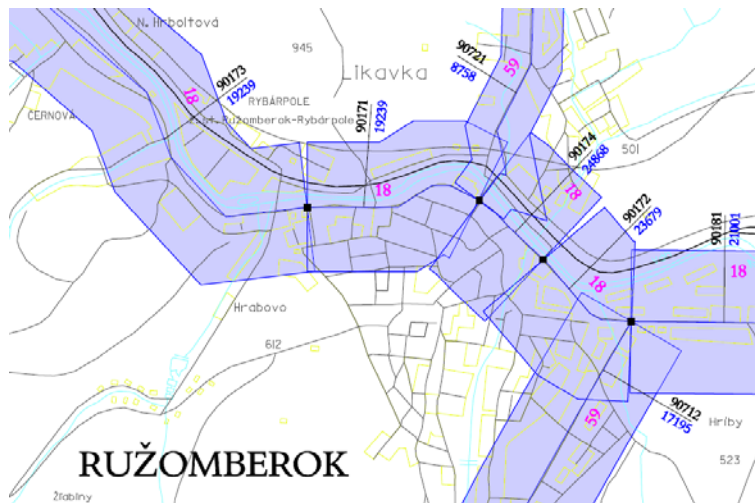 N. Hrboltová
945
Likavka
90721
8758
59
90173
19239
18
ČERNOVÁ
RYBÁRPOLE
Ružomberok-Rybárpole
90171
19239
18
90174
24868
18
501
90172
23679
18
90181
21001
18
Hrabovo
612
90712
17195
59
Hríby
523
RUŽOMBEROK
Žiabiny